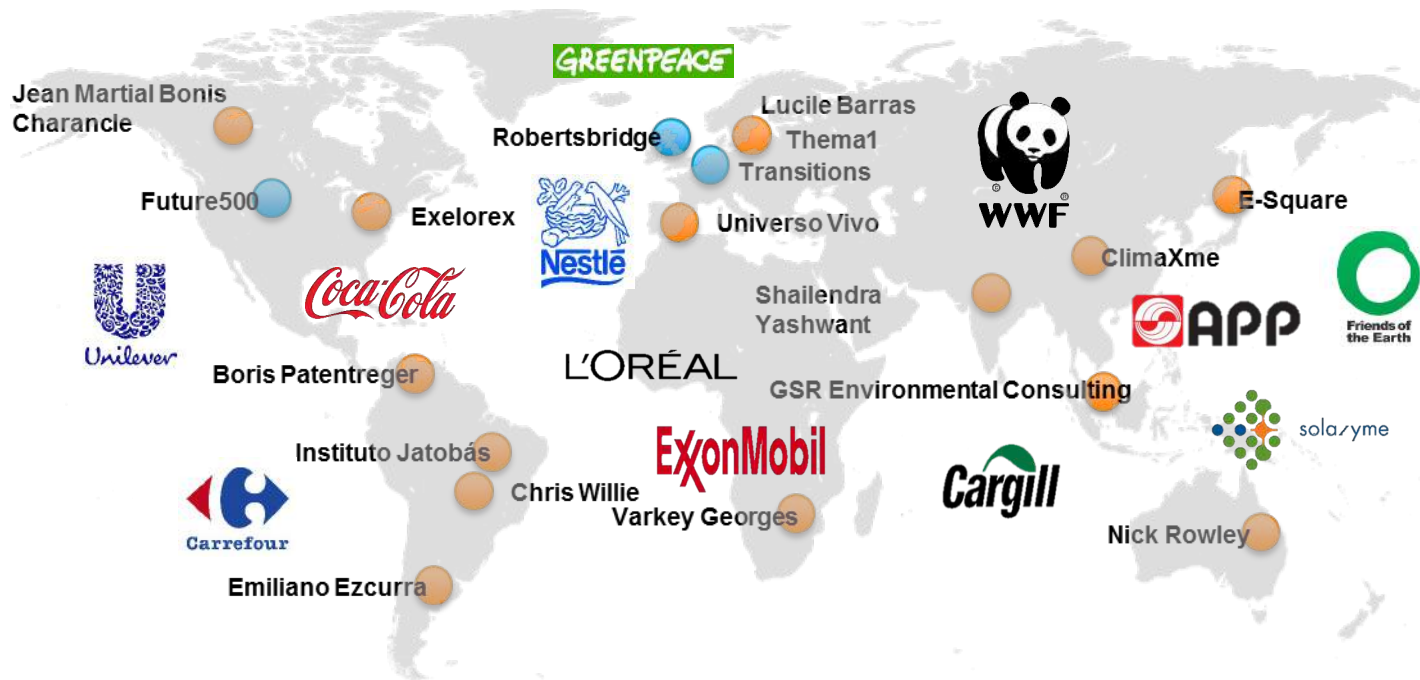 GREENPEACE
Jean Martial Bonis
Charancle
Lucile Barras
Robertsbridge
Thema1
Transitions
© ®
WWF
Future500
Exelorex
Universo Vivo
E-Square
Nestlé
ClimaXme
Unilever
Coca-Cola
Shailendra
Yashwant
APP
Friends of
the Earth
Boris Patentreger
L'ORÉAL
GSR Environmental Consulting
solazyme
Instituto Jatobás
ExxonMobil
Cargill
Chris Willie
Varkey Georges
Carrefour
Nick Rowley
Emiliano Ezcurra